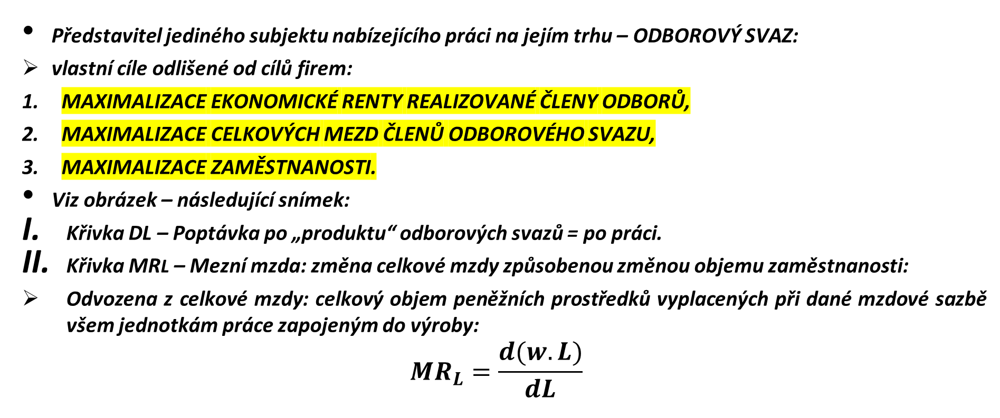 • Představitel jediného subjektu nabízejícího práci na jejím trhu – ODBOROVÝ SVAZ:
➢ vlastní cíle odlišené od cílů firem:
1. MAXIMALIZACE EKONOMICKÉ RENTY REALIZOVANÉ ČLENY ODBORŮ,
2. MAXIMALIZACE CELKOVÝCH MEZD ČLENŮ ODBOROVÉHO SVAZU,
3. MAXIMALIZACE ZAMĚSTNANOSTI.
• Viz obrázek – následující snímek:
I. Křivka DL – Poptávka po „produktu“ odborových svazů = po práci.
II. Křivka MRL – Mezní mzda: změna celkové mzdy způsobenou změnou objemu zaměstnanosti:
➢ Odvozena z celkové mzdy: celkový objem peněžních prostředků vyplacených při dané mzdové sazbě
všem jednotkám práce zapojeným do výroby:
MR_L = d(w.L) / dL